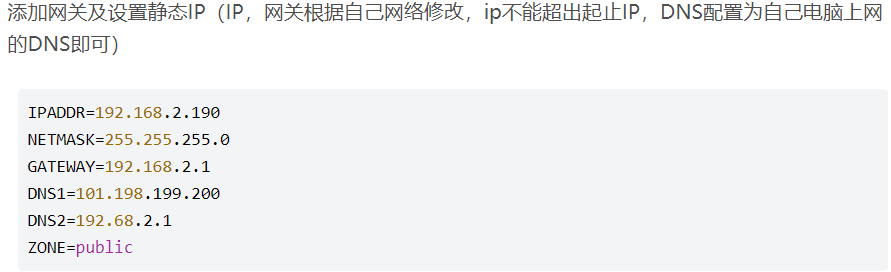 添加网关及设置静态IP（IP，网关根据自己网络修改，ip不能超出起止IP，DNS配置为自己电脑上网
的DNS即可）
IPADDR=192.168.2.190
NETMASK=255.255.255.0
GATEWAY=192.168.2.1
DNS1=101.198.199.200
DNS2=192.68.2.1
ZONE=public